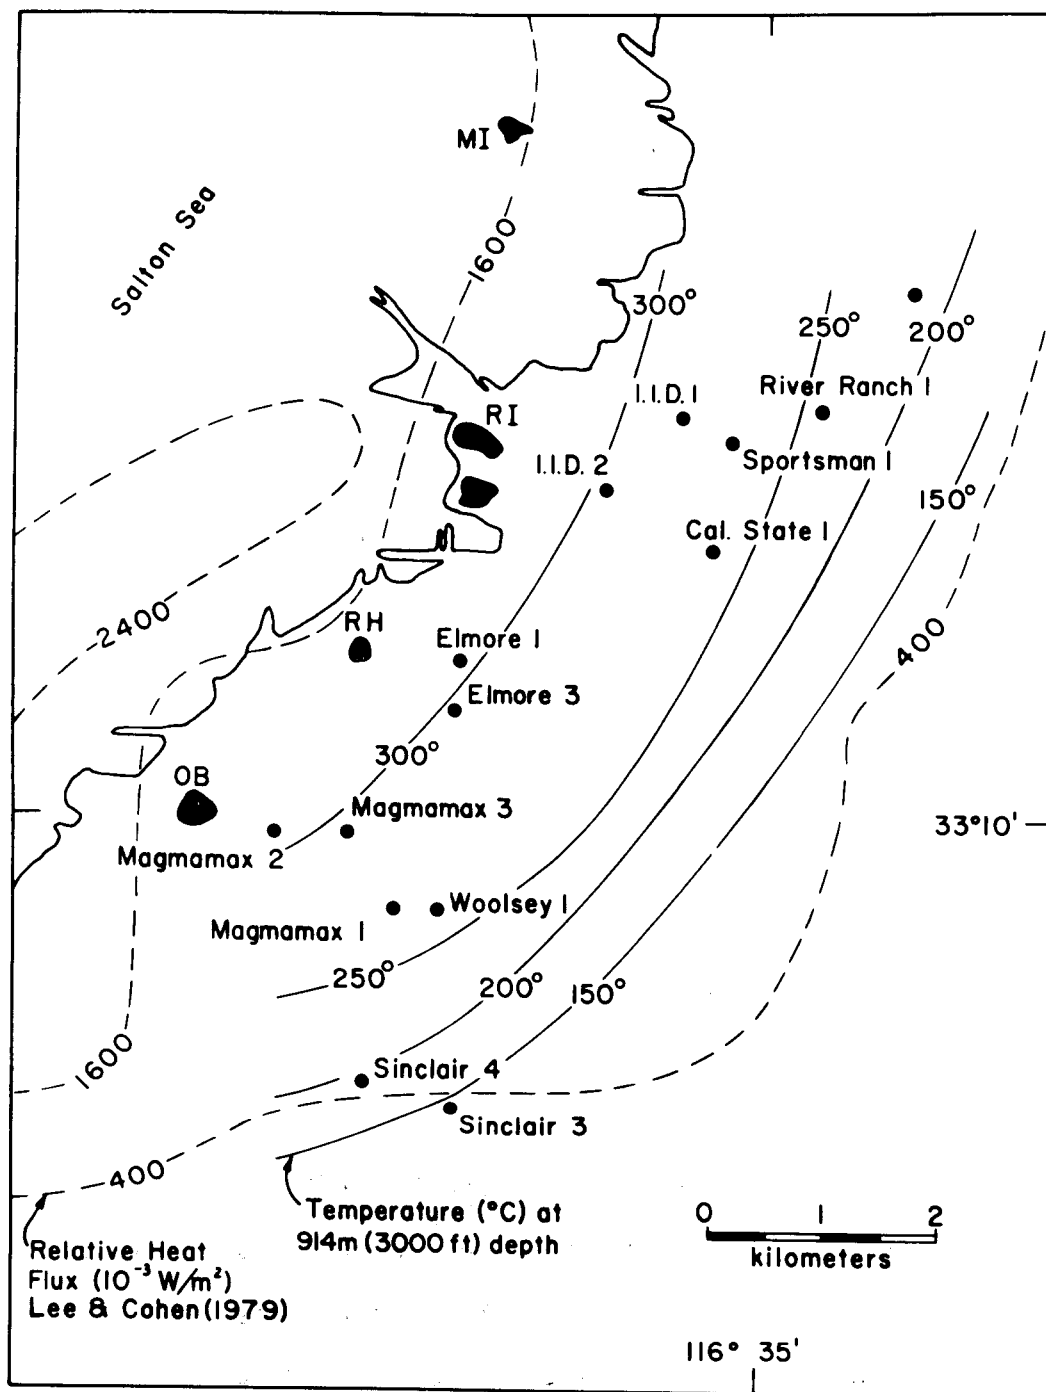 MI
Salton Sea
1600
300°
250°
200°
I.I.D. 1
River Ranch 1
RI
I.I.D. 2
Sportsman 1
150°
Cal. State 1
2400
RH
Elmore 1
400
Elmore 3
300°
OB
Magmamax 3
33°10'
Magmamax 2
Woolsey 1
Magmamax 1
250°
200°
150°
1600
Sinclair 4
Sinclair 3
400
Temperature (°C) at
914m (3000 ft) depth
0 1 2
kilometers
Relative Heat
Flux (10⁻³ W/m²)
Lee & Cohen (1979)
116° 35'